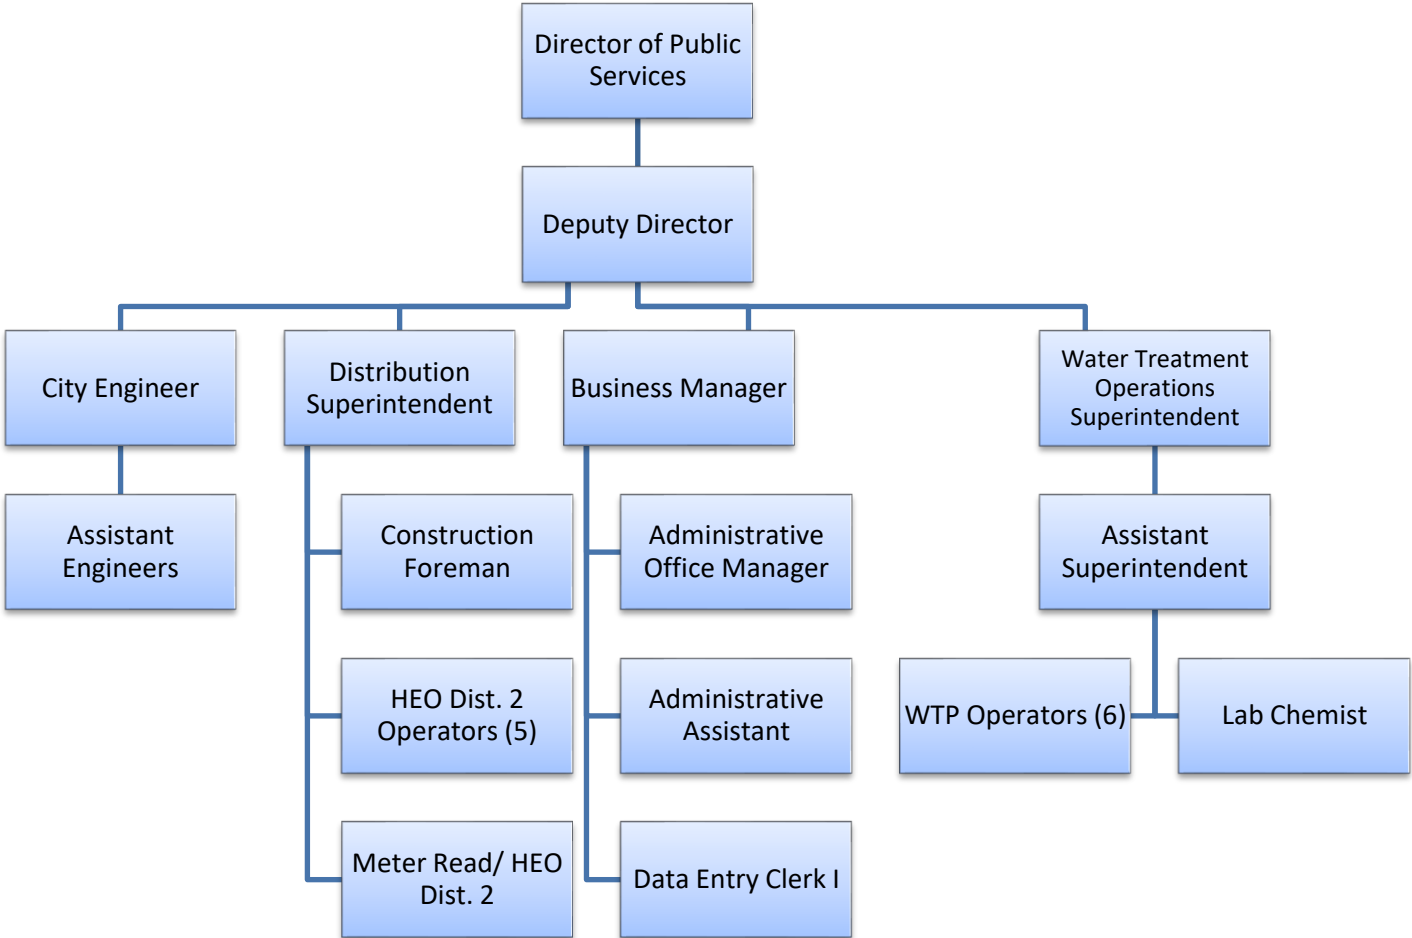 Director of Public
Services
Deputy Director
City Engineer
Distribution
Superintendent
Business Manager
Water Treatment
Operations
Superintendent
Assistant
Engineers
Construction
Foreman
Administrative
Office Manager
Assistant
Superintendent
HEO Dist. 2
Operators (5)
Administrative
Assistant
WTP Operators (6)
Lab Chemist
Meter Read/ HEO
Dist. 2
Data Entry Clerk I